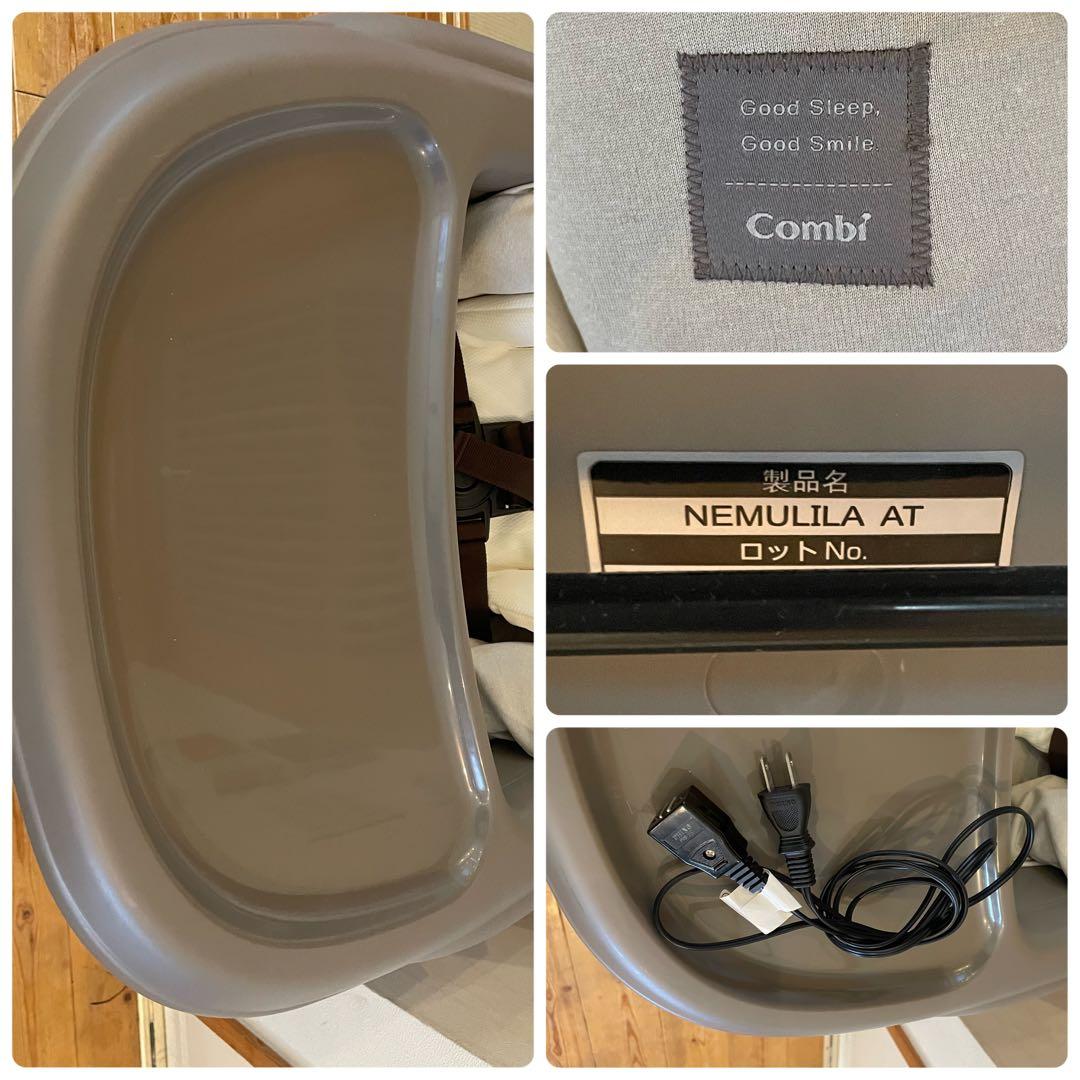 Good Sleep,
Good Smile.
Combi
製品名
NEMULILA AT
ロットNo.